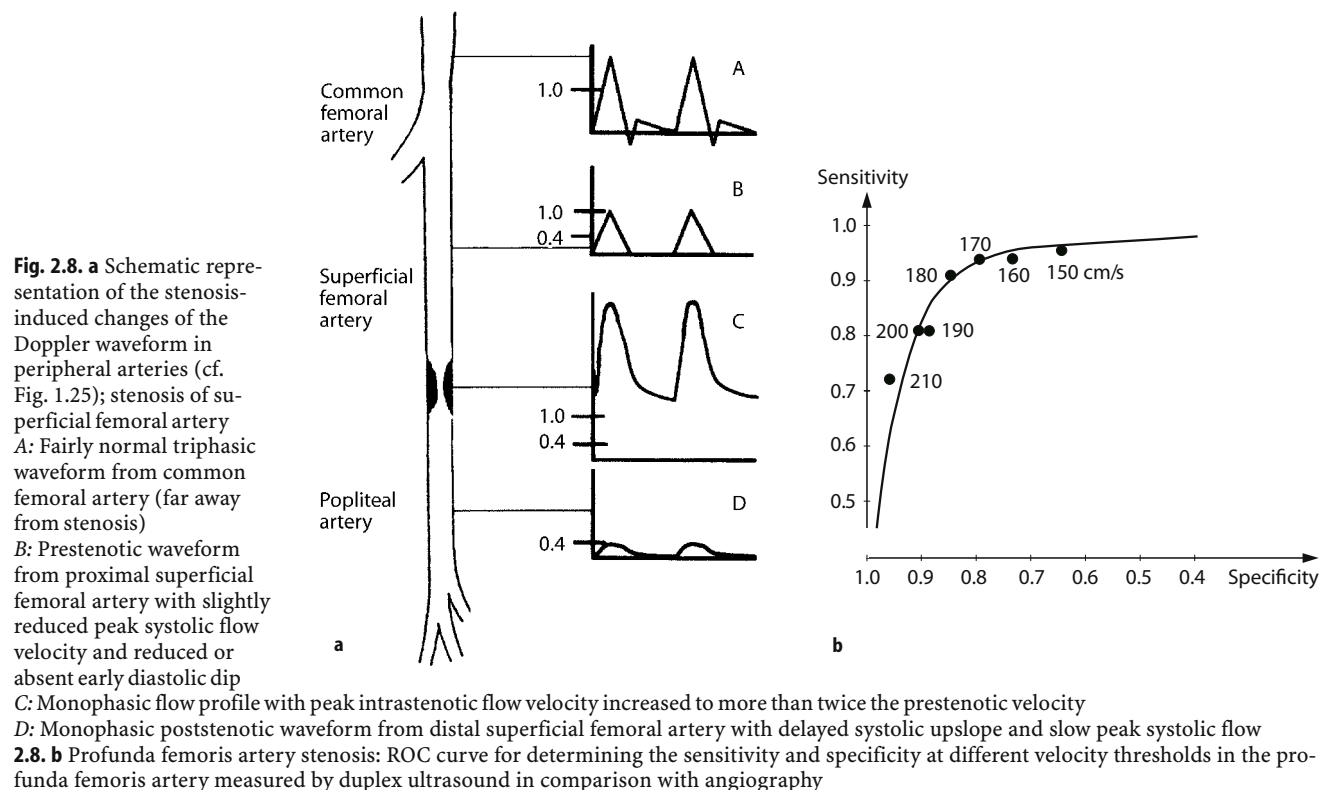 Common
femoral
artery
Superficial
femoral
artery
Popliteal
artery
1.0
A
1.0
0.4
B
C
1.0
0.4
D
0.4
a
Sensitivity
1.0
0.9
0.8
0.7
0.6
0.5
170
180
160
150 cm/s
200
190
210
1.0 0.9 0.8 0.7 0.6 0.5 0.4 Specificity
b
Fig. 2.8. a Schematic repre-
sentation of the stenosis-
induced changes of the
Doppler waveform in
peripheral arteries (cf.
Fig. 1.25); stenosis of su-
perficial femoral artery
A: Fairly normal triphasic
waveform from common
femoral artery (far away
from stenosis)
B: Prestenotic waveform
from proximal superficial
femoral artery with slightly
reduced peak systolic flow
velocity and reduced or
absent early diastolic dip
C: Monophasic flow profile with peak intrastenotic flow velocity increased to more than twice the prestenotic velocity
D: Monophasic poststenotic waveform from distal superficial femoral artery with delayed systolic upslope and slow peak systolic flow
2.8. b Profunda femoris artery stenosis: ROC curve for determining the sensitivity and specificity at different velocity thresholds in the pro-
funda femoris artery measured by duplex ultrasound in comparison with angiography